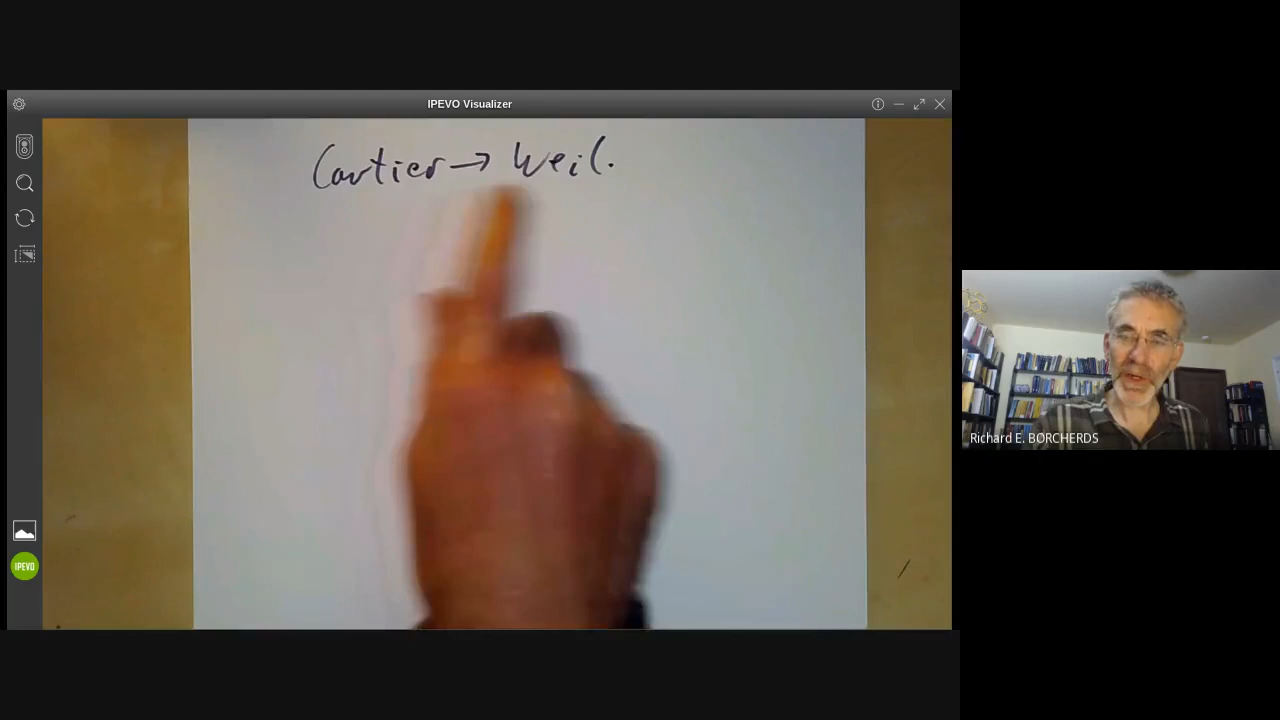 IPEVO Visualizer
Cartier → Weil.
Richard E. BORCHERDS
IPEVO